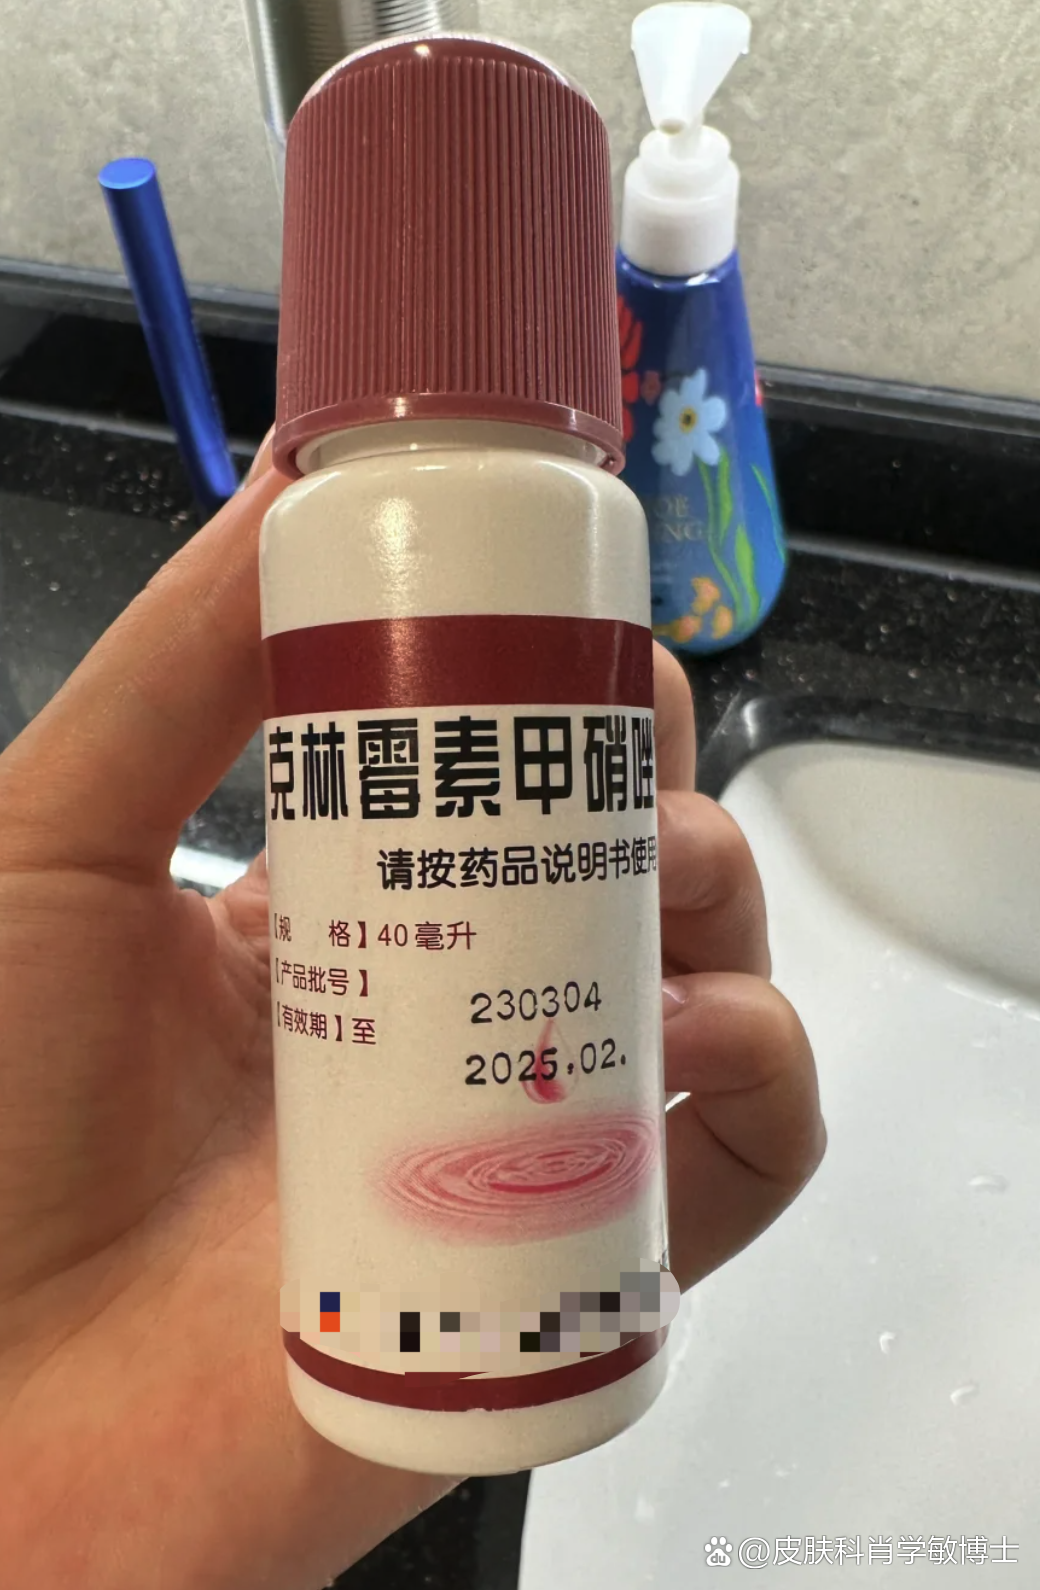 克林霉素甲硝唑
请按药品说明书使用
【规 格】40毫升
【产品批号】 230304
【有效期】至 2025.02.
@皮肤科肖学敏博士